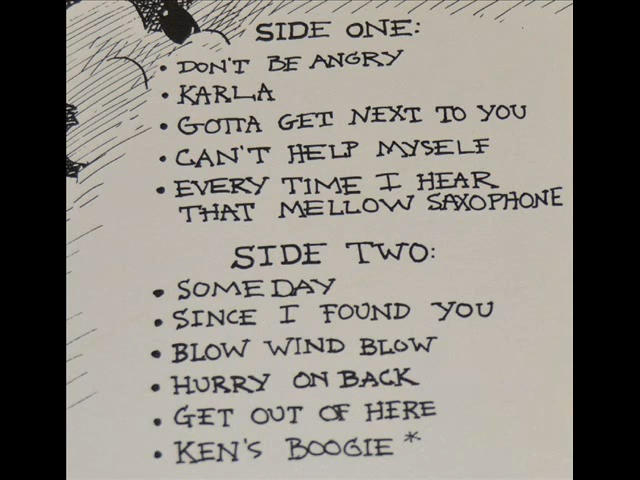 SIDE ONE:
• DON'T BE ANGRY
• KARLA
• GOTTA GET NEXT TO YOU
• CAN'T HELP MYSELF
• EVERY TIME I HEAR
THAT MELLOW SAXOPHONE
SIDE TWO:
• SOMEDAY
• SINCE I FOUND YOU
• BLOW WIND BLOW
• HURRY ON BACK
• GET OUT OF HERE
• KEN'S BOOGIE*